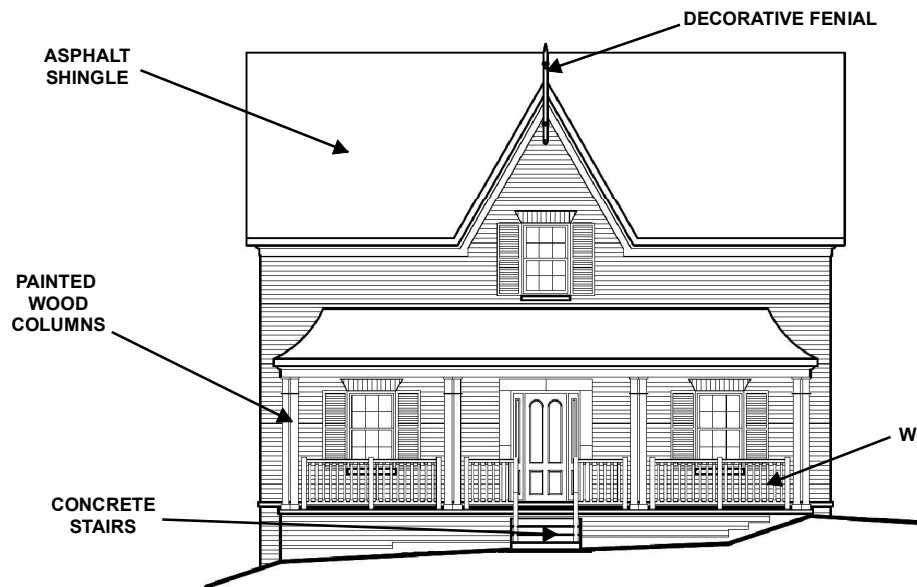 DECORATIVE FENIAL
ASPHALT
SHINGLE
PAINTED
WOOD
COLUMNS
W
CONCRETE
STAIRS